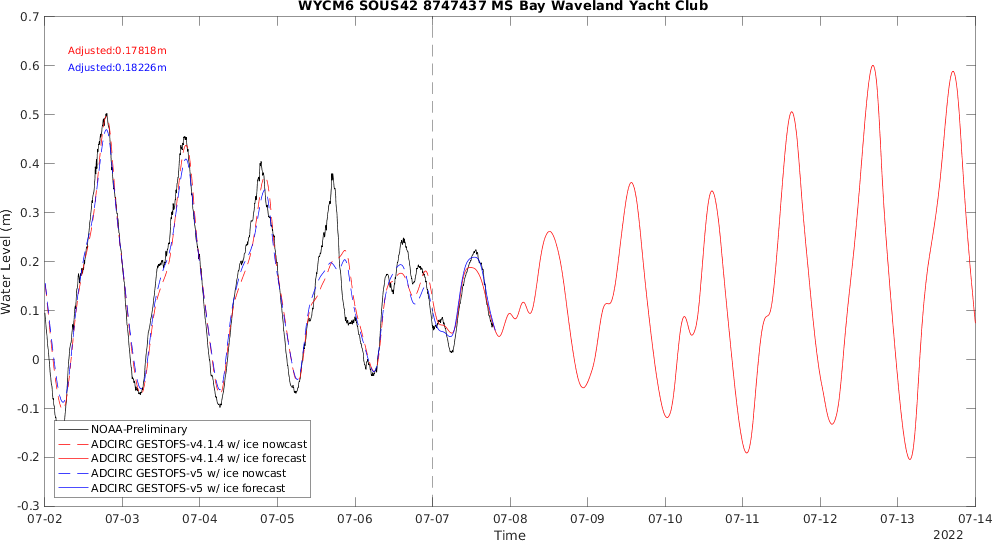 WYCM6 SOUS42 8747437 MS Bay Waveland Yacht Club
Adjusted:0.17818m
Adjusted:0.18226m
0.7
0.6
0.5
0.4
0.3
0.2
0.1
0
-0.1
-0.2
-0.3
Water Level (m)
NOAA-Preliminary
ADCIRC GESTOFS-v4.1.4 w/ ice nowcast
ADCIRC GESTOFS-v4.1.4 w/ ice forecast
ADCIRC GESTOFS-v5 w/ ice nowcast
ADCIRC GESTOFS-v5 w/ ice forecast
07-02 07-03 07-04 07-05 07-06 07-07 07-08 07-09 07-10 07-11 07-12 07-13 07-14
Time
2022